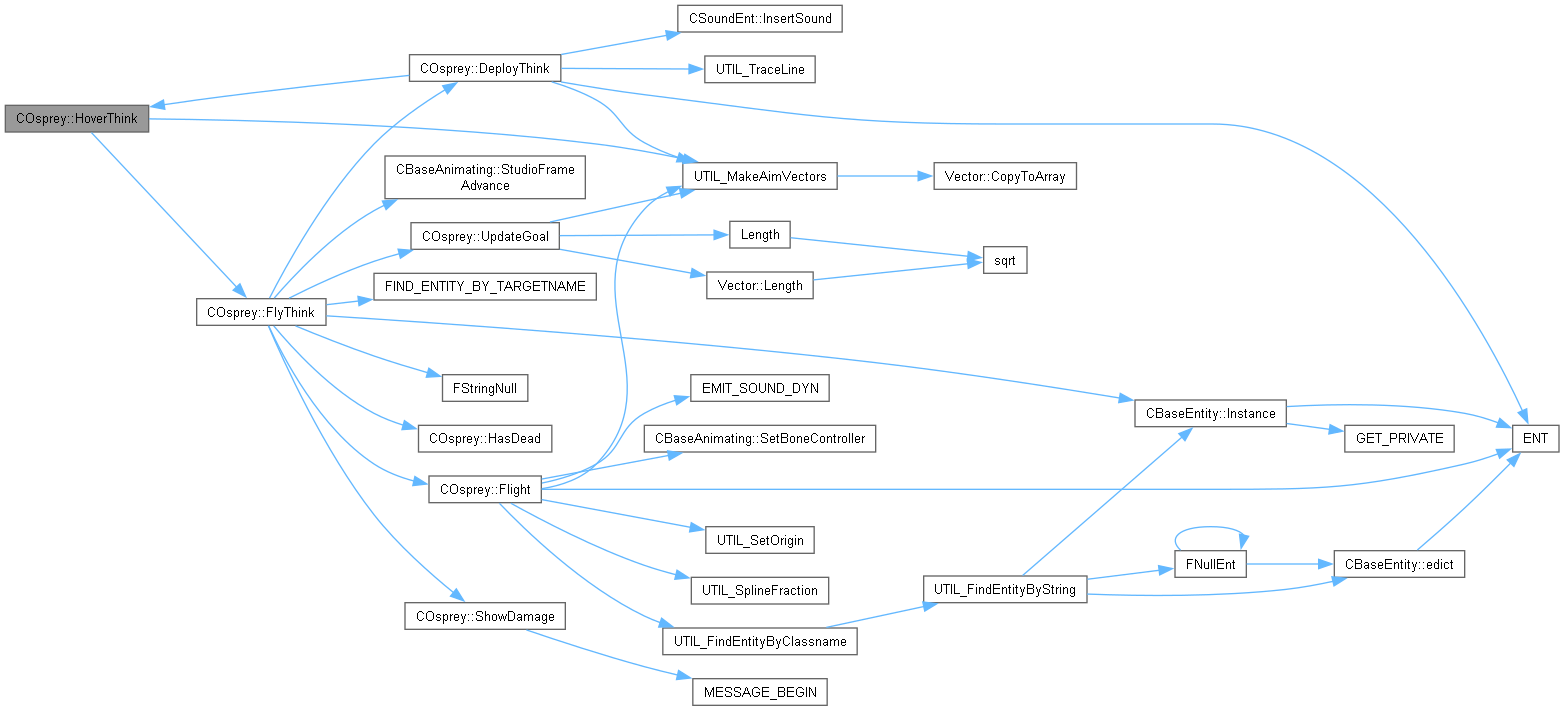 CSoundEnt::InsertSound
COsprey::DeployThink
UTIL_TraceLine
COsprey::HoverThink
CBaseAnimating::StudioFrame
Advance
UTIL_MakeAimVectors
Vector::CopyToArray
COsprey::UpdateGoal
Length
sqrt
FIND_ENTITY_BY_TARGETNAME
Vector::Length
COsprey::FlyThink
FStringNull
EMIT_SOUND_DYN
CBaseEntity::Instance
COsprey::HasDead
CBaseAnimating::SetBoneController
GET_PRIVATE
ENT
COsprey::Flight
UTIL_SetOrigin
FNullEnt
CBaseEntity::edict
UTIL_SplineFraction
UTIL_FindEntityByString
COsprey::ShowDamage
UTIL_FindEntityByClassname
MESSAGE_BEGIN